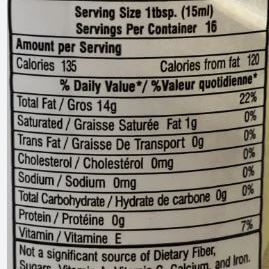 Serving Size 1tbsp. (15ml)
Servings Per Container 16
Amount per Serving
Calories 135 Calories from fat 120
% Daily Value*/ %Valeur quotidienne*
Total Fat / Gros 14g 22%
Saturated / Graisse Saturée Fat 1g 0%
Trans Fat / Graisse De Transport 0g 0%
Cholesterol / Cholestérol 0mg 0%
Sodium / Sodium 0mg 0%
Total Carbohydrate / Hydrate de carbone 0g 0%
Protein / Protéine 0g
Vitamin / Vitamine E 7%
Not a significant source of Dietary Fiber,
Sugars, Vitamin A, Vitamin C, Calcium, and Iron.